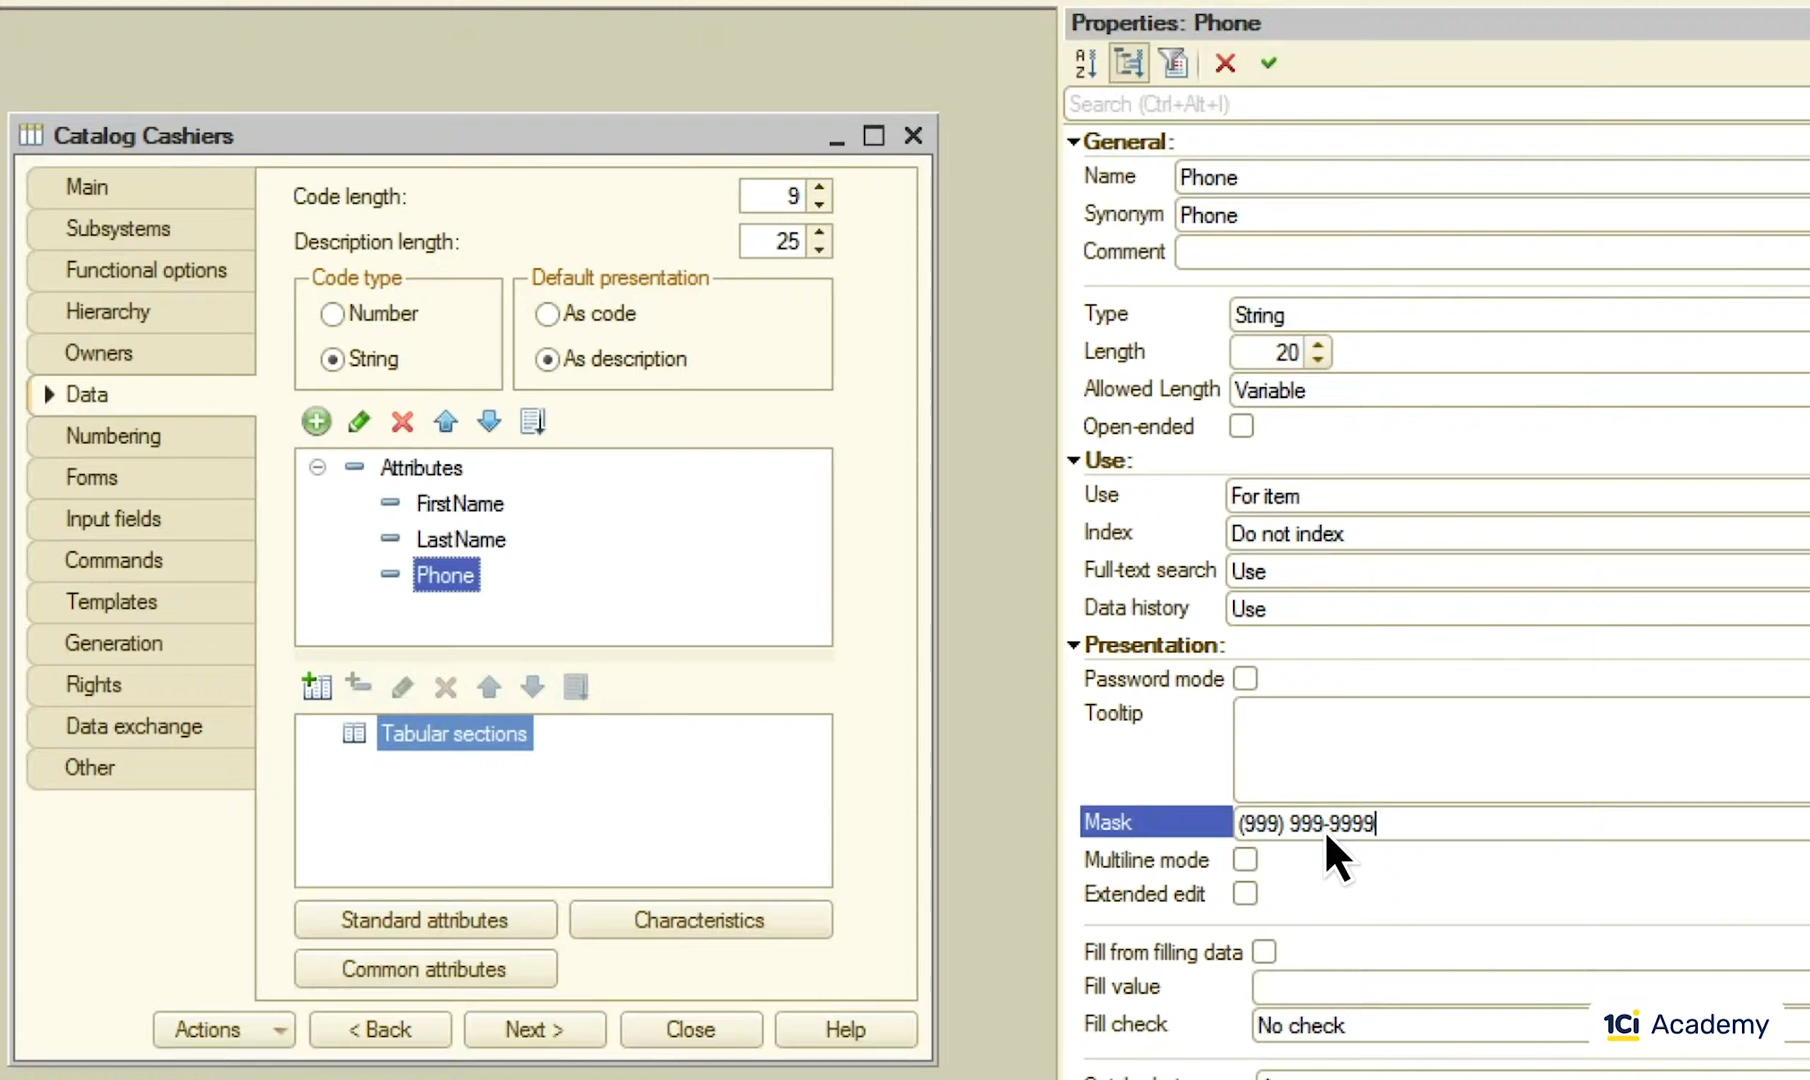 Properties: Phone
Search (Ctrl+Alt+I)
Catalog Cashiers
Main
Subsystems
Functional options
Hierarchy
Owners
Data
Numbering
Forms
Input fields
Commands
Templates
Generation
Rights
Data exchange
Other
Code length: 9
Description length: 25
Code type
Number
String
Default presentation
As code
As description
Attributes
FirstName
LastName
Phone
Tabular sections
Standard attributes
Characteristics
Common attributes
Actions
< Back
Next >
Close
Help
General:
Name Phone
Synonym Phone
Comment
Type String
Length 20
Allowed Length Variable
Open-ended
Use:
Use For item
Index Do not index
Full-text search Use
Data history Use
Presentation:
Password mode
Tooltip
Mask (999) 999-9999
Multiline mode
Extended edit
Fill from filling data
Fill value
Fill check No check
1Ci Academy